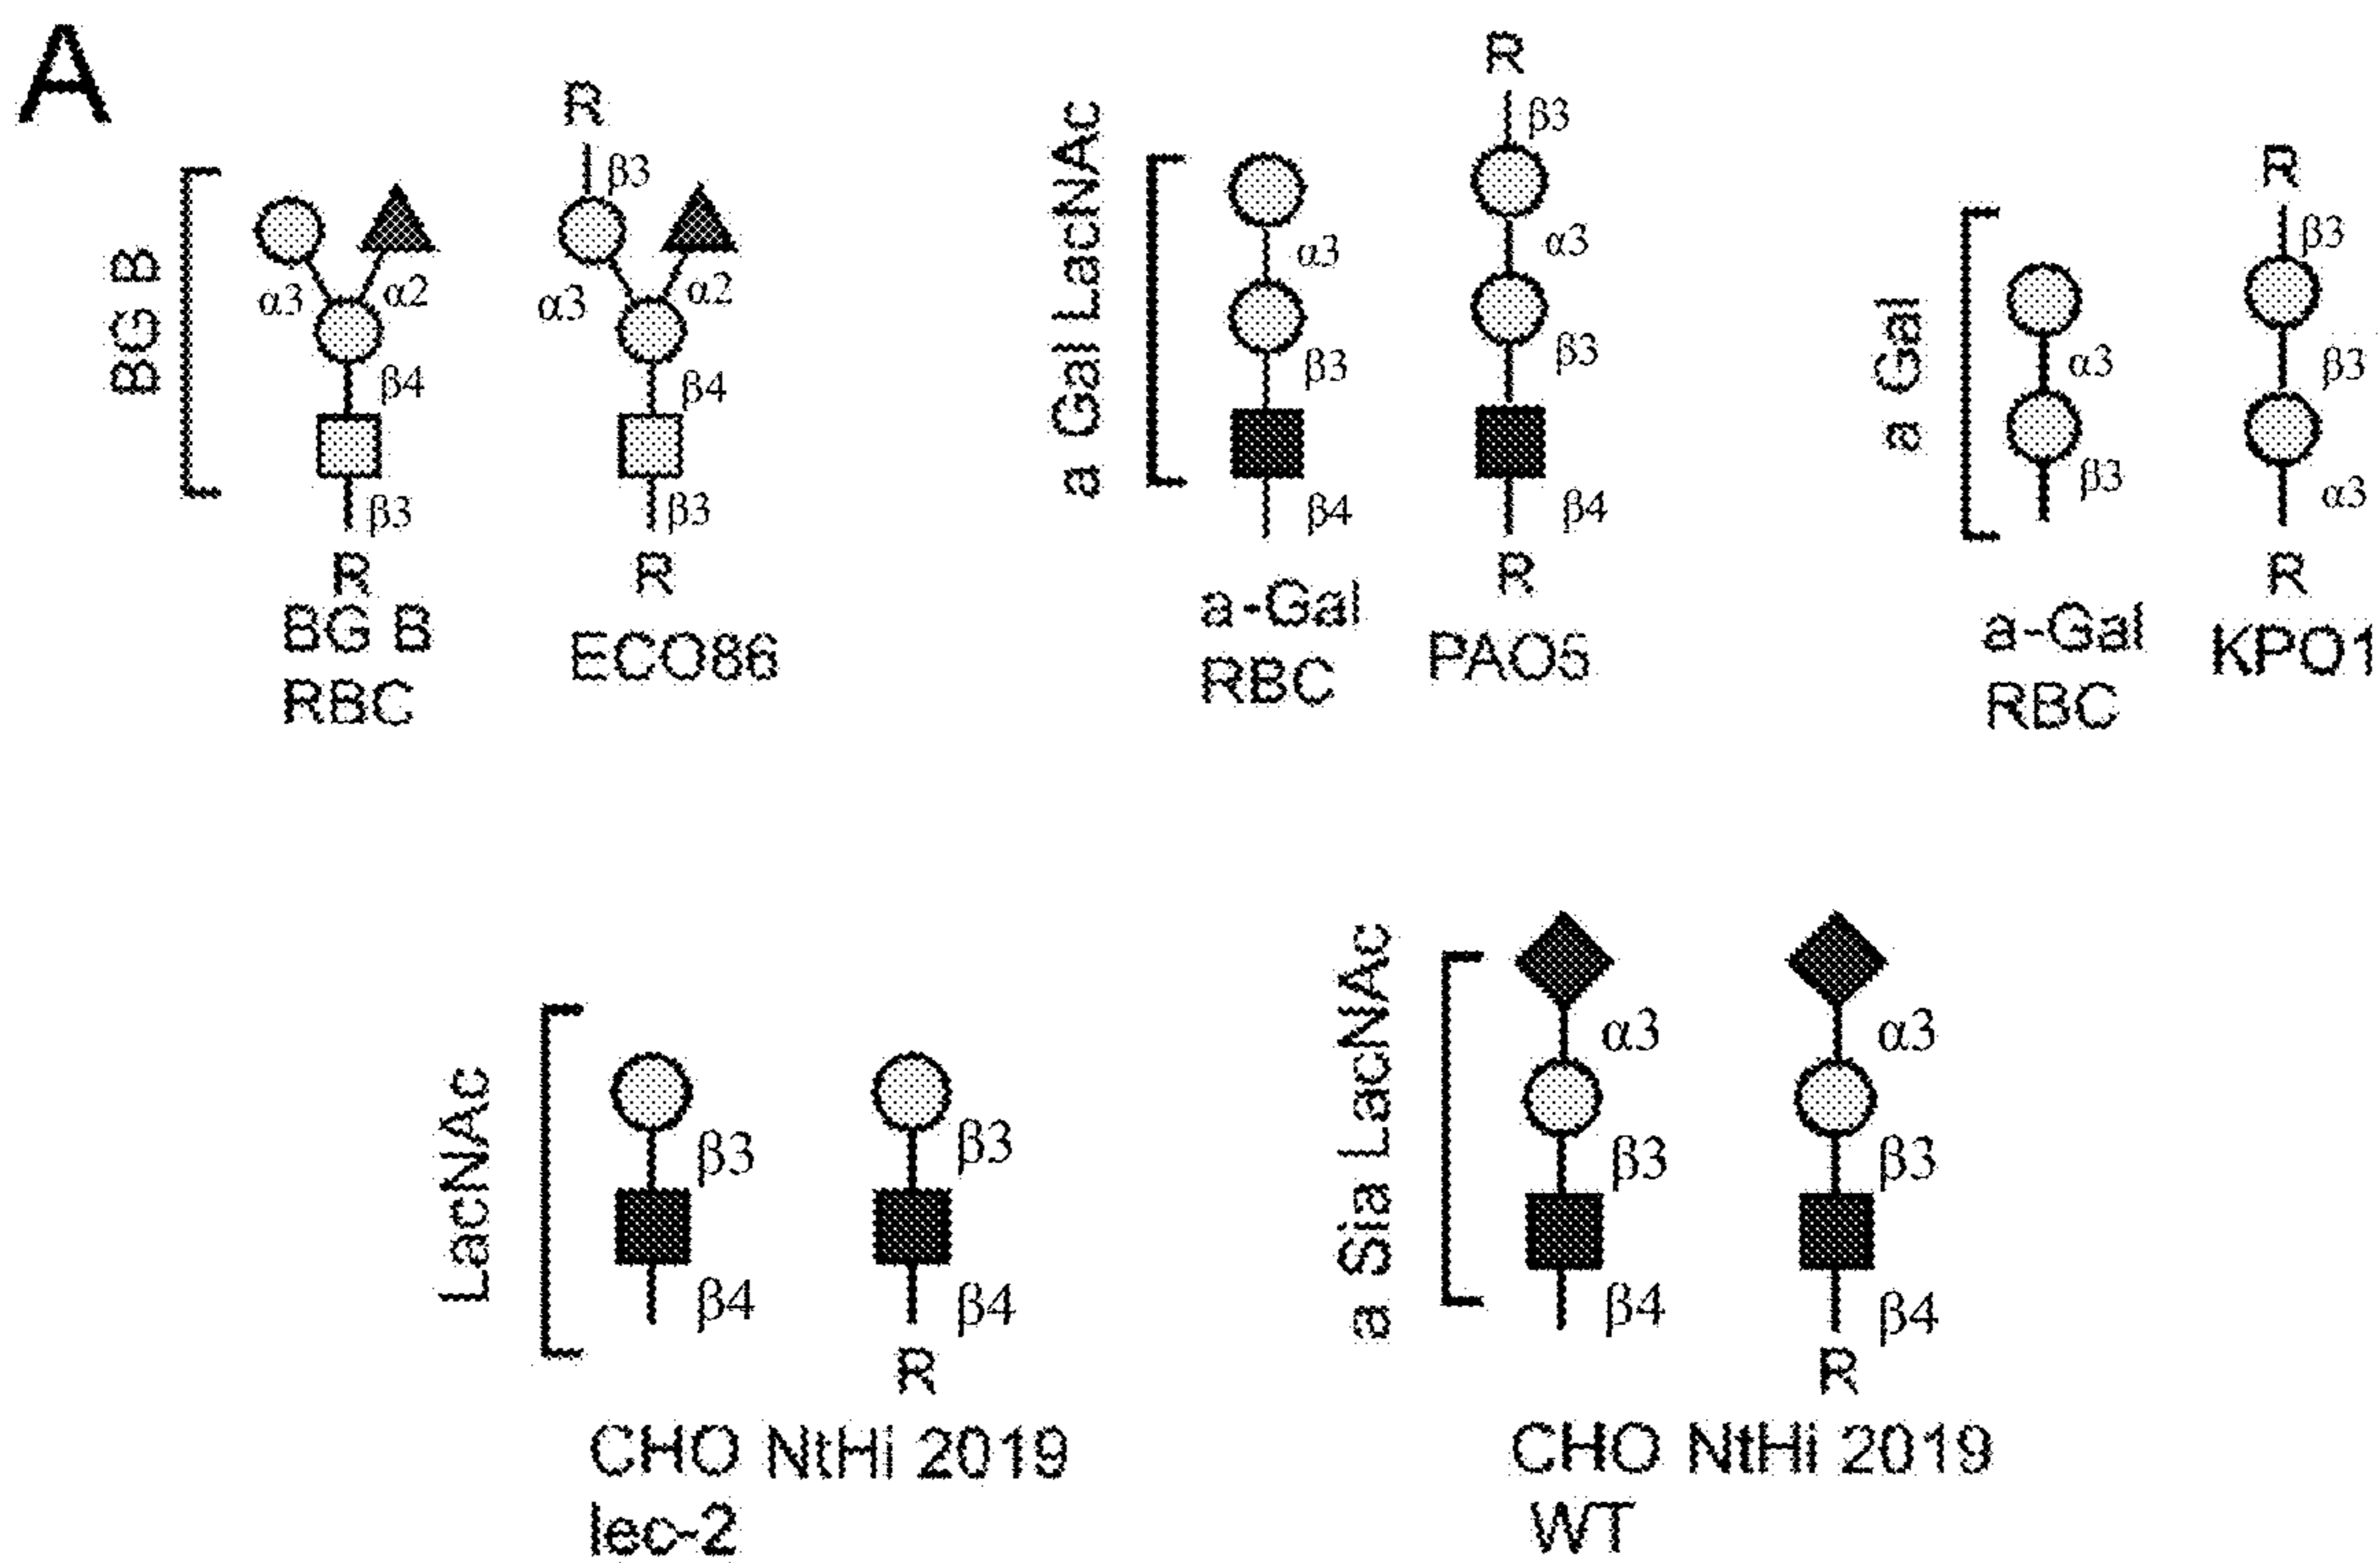 A
BG B
α3
α2
β4
β3
R
BG B
RBC
R
β3
α3
α2
β4
β3
R
ECO86
a Gal LacNAc
α3
β3
β4
a-Gal
RBC
R
β3
α3
β3
β4
R
PAO5
a Gal
α3
β3
a-Gal
RBC
R
β3
β3
α3
R
KPO1
LacNAc
β3
β4
CHO
lec-2
β3
β4
R
NtHi 2019
a Sia LacNAc
α3
β3
β4
CHO
WT
α3
β3
β4
R
NtHi 2019